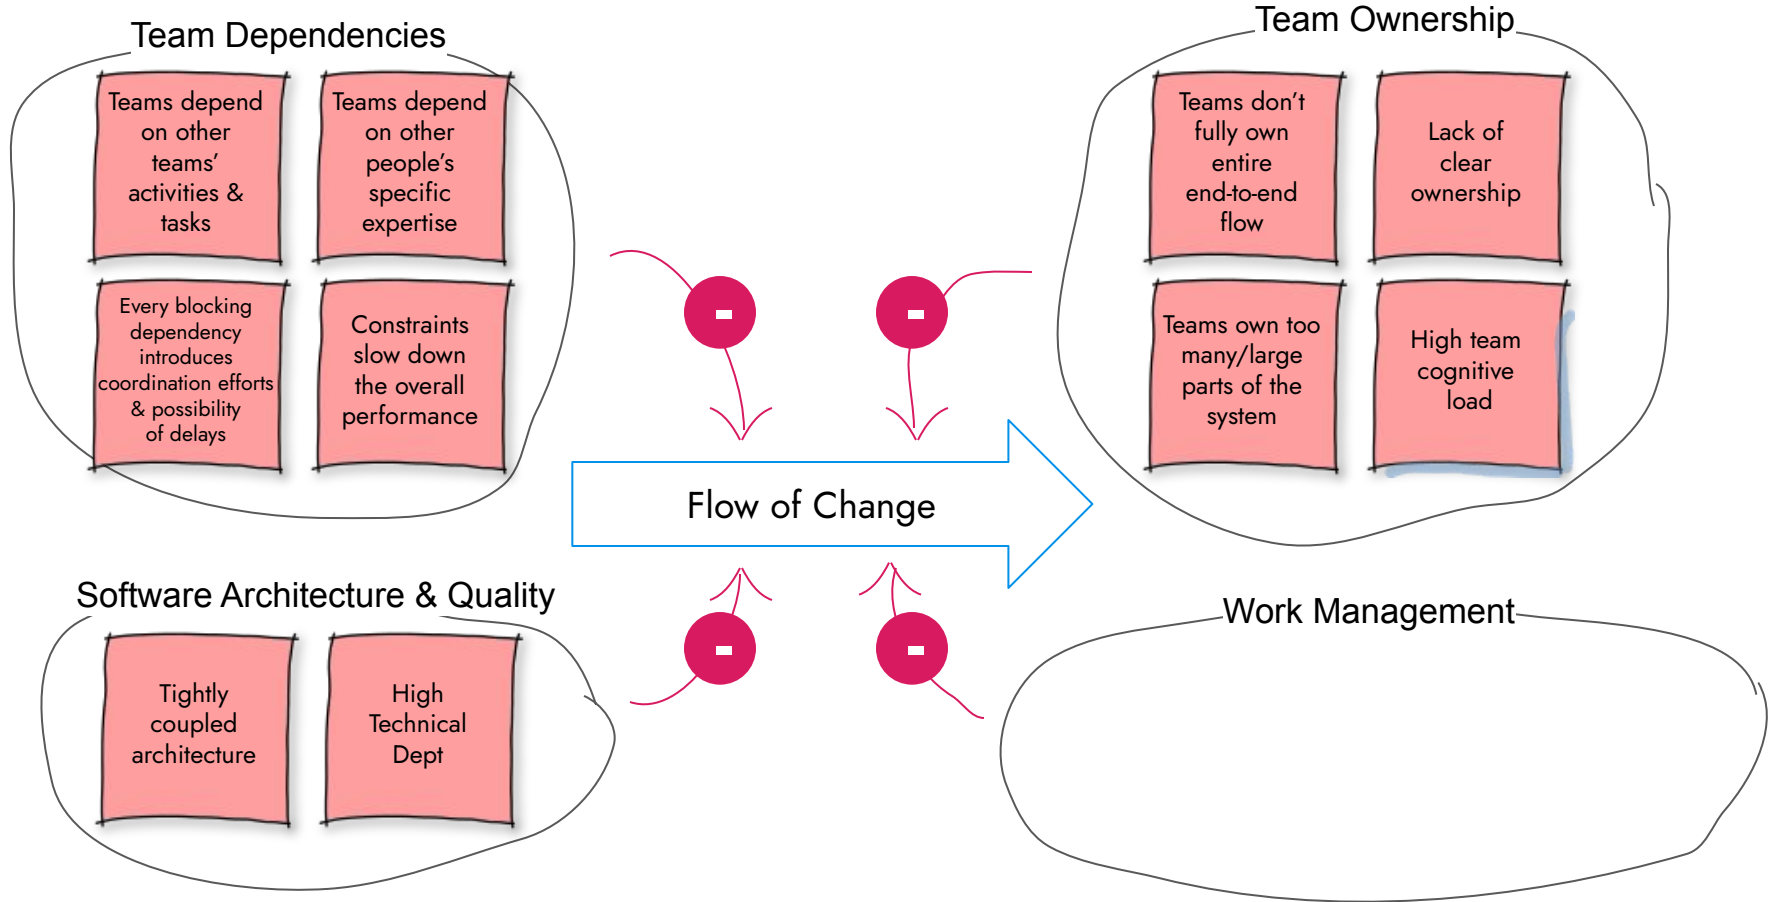 Team Dependencies
Teams depend
on other
teams’
activities &
tasks
Teams depend
on other
people’s
specific
expertise
Every blocking
dependency
introduces
coordination efforts
& possibility
of delays
Constraints
slow down
the overall
performance
Team Ownership
Teams don’t
fully own
entire
end-to-end
flow
Lack of
clear
ownership
Teams own too
many/large
parts of the
system
High team
cognitive
load
-
-
Flow of Change
-
-
Software Architecture & Quality
Tightly
coupled
architecture
High
Technical
Dept
Work Management